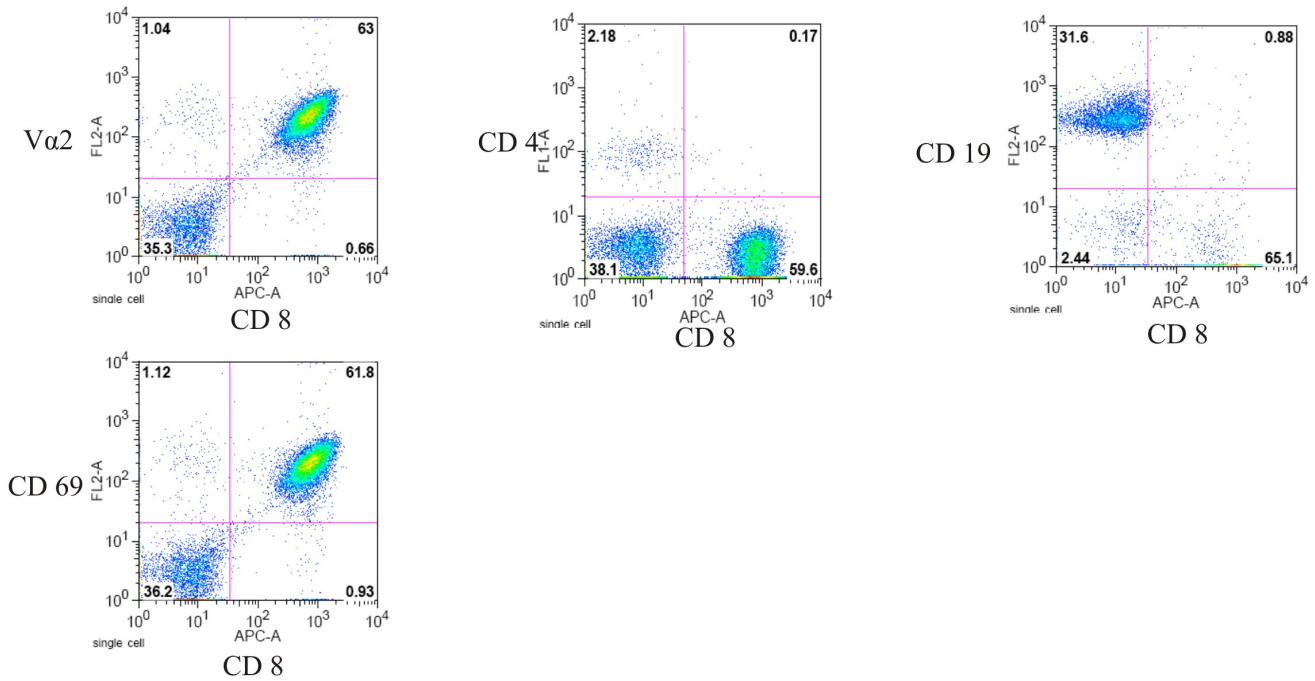 1.04 63
10⁴
10³
10²
10¹
10⁰
Vα2
FL2-A
35.3 0.66
10⁰ 10¹ 10² 10³ 10⁴
APC-A
single cell
CD 8
2.18 0.17
10⁴
10³
10²
10¹
10⁰
CD 4
FL1-A
38.1 59.6
10⁰ 10¹ 10² 10³ 10⁴
APC-A
single cell
CD 8
31.6 0.88
10⁴
10³
10²
10¹
10⁰
CD 19
FL2-A
2.44 65.1
10⁰ 10¹ 10² 10³ 10⁴
APC-A
single cell
CD 8
1.12 61.8
10⁴
10³
10²
10¹
10⁰
CD 69
FL2-A
36.2 0.93
10⁰ 10¹ 10² 10³ 10⁴
APC-A
single cell
CD 8